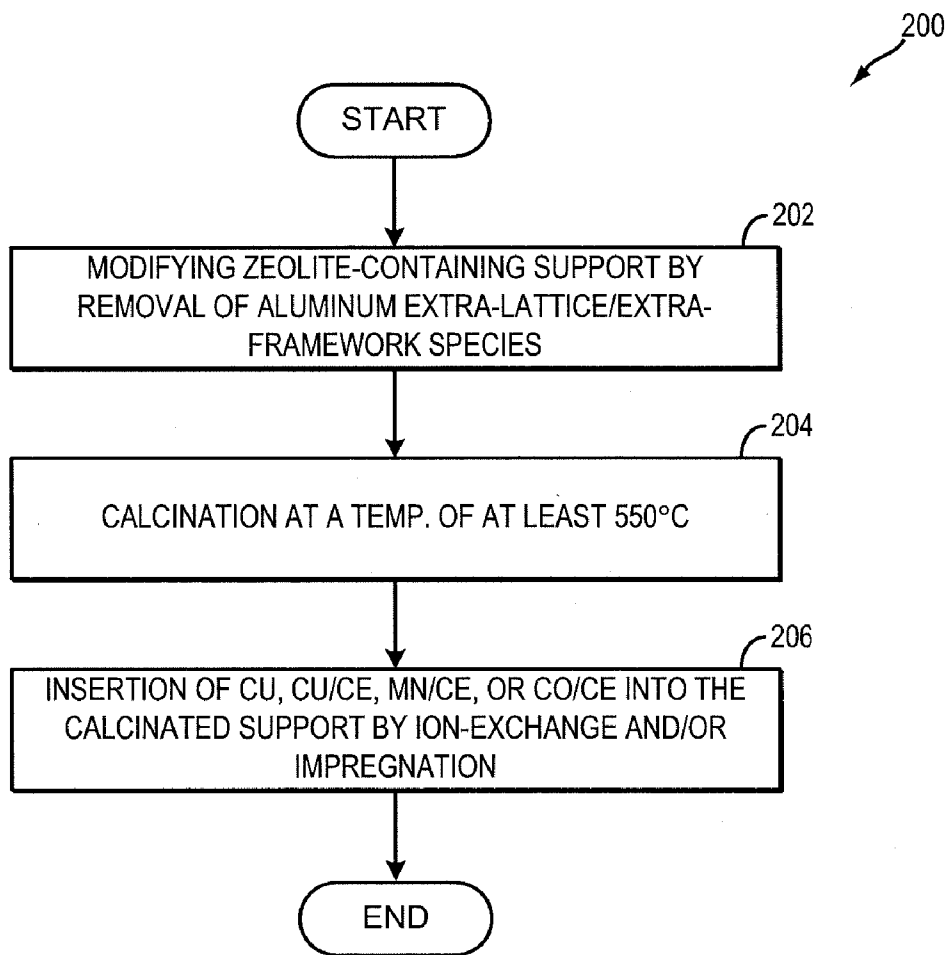 200
START
202
MODIFYING ZEOLITE-CONTAINING SUPPORT BY
REMOVAL OF ALUMINUM EXTRA-LATTICE/EXTRA-
FRAMEWORK SPECIES
204
CALCINATION AT A TEMP. OF AT LEAST 550°C
206
INSERTION OF CU, CU/CE, MN/CE, OR CO/CE INTO THE
CALCINATED SUPPORT BY ION-EXCHANGE AND/OR
IMPREGNATION
END